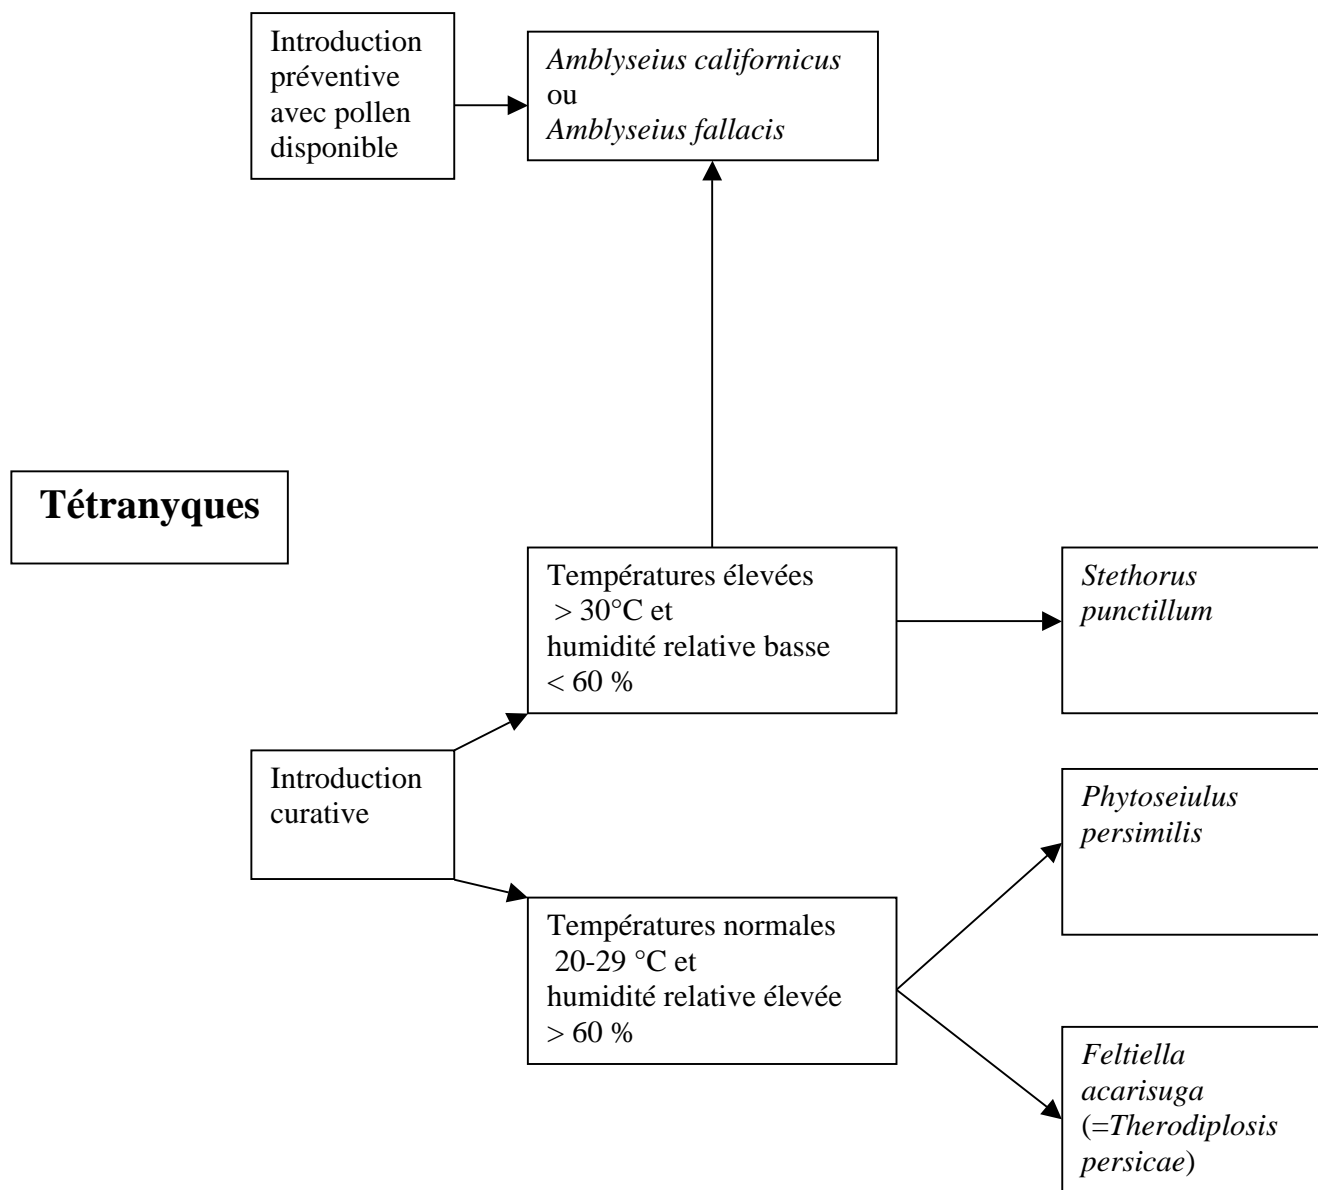 Introduction
préventive
avec pollen
disponible
Amblyseius californicus
ou
Amblyseius fallacis
Tétranyques
Températures élevées
> 30°C et
humidité relative basse
< 60 %
Stethorus
punctillum
Introduction
curative
Phytoseiulus
persimilis
Températures normales
20-29 °C et
humidité relative élevée
> 60 %
Feltiella
acarisuga
(=Therodiplosis
persicae)